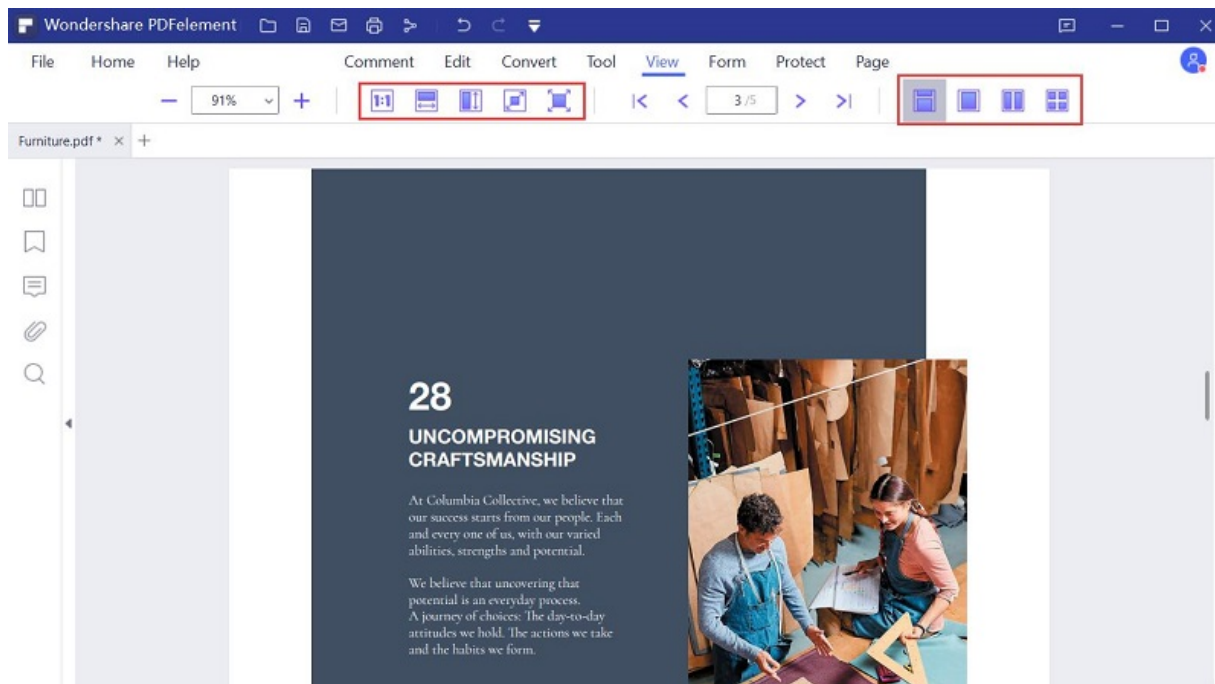 Wondershare PDFelement
File Home Help Comment Edit Convert Tool View Form Protect Page
91% 1:1 3 /5
Furniture.pdf *
28
UNCOMPROMISING
CRAFTSMANSHIP
At Columbia Collective, we believe that
our success starts from our people. Each
and every one of us, with our varied
abilities, strengths and potential.
We believe that uncovering that
potential is an everyday process.
A journey of choices: The day-to-day
attitudes we hold. The actions we take
and the habits we form.